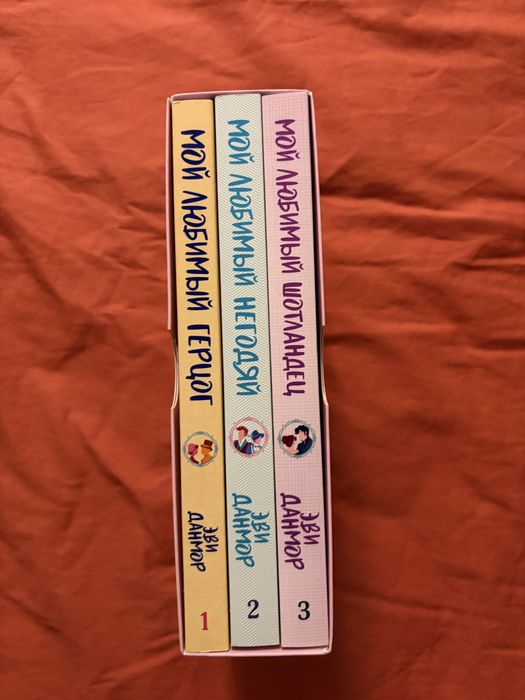 МОЙ ЛЮБИМЫЙ ГЕРЦОГ
ЭВИ
ДАНМОР
1
МОЙ ЛЮБИМЫЙ НЕГОДЯЙ
ЭВИ
ДАНМОР
2
МОЙ ЛЮБИМЫЙ ШОТЛАНДЕЦ
ЭВИ
ДАНМОР
3